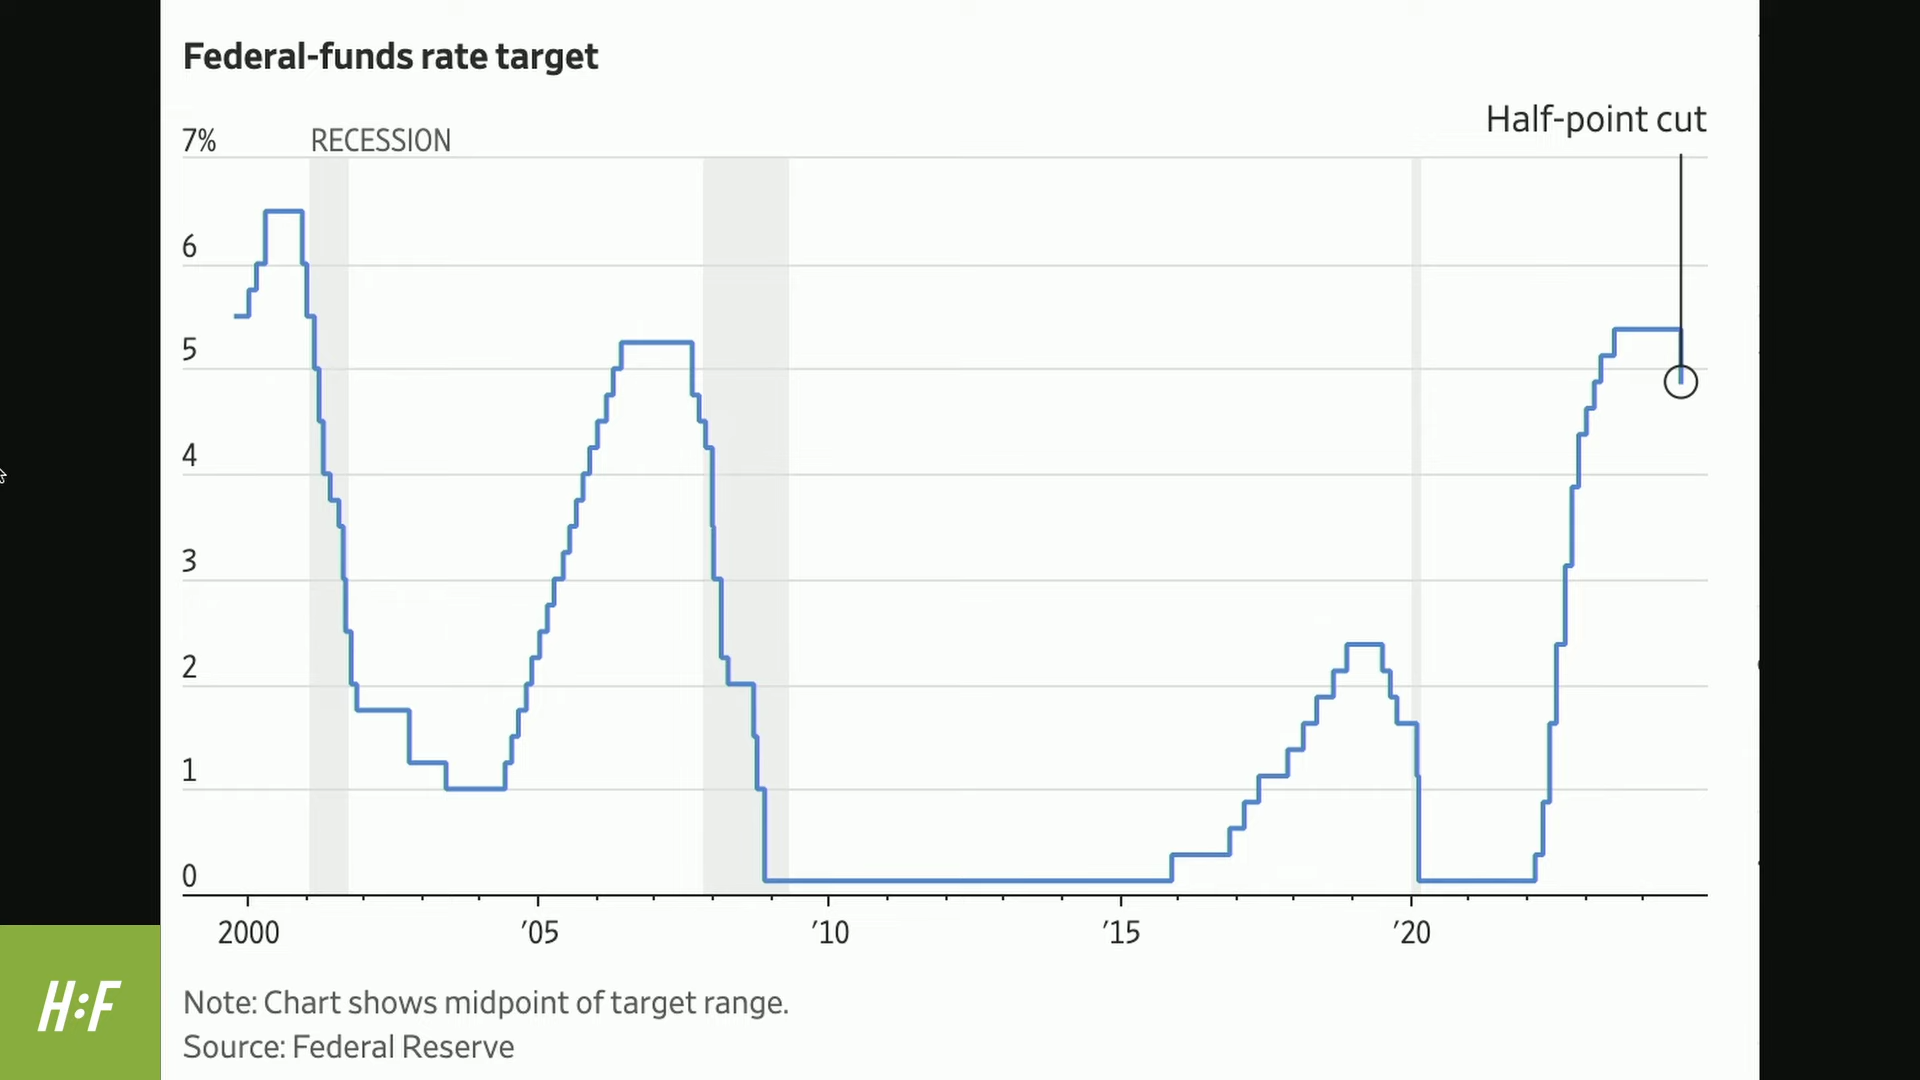 Federal-funds rate target
Half-point cut
7%
RECESSION
6
5
4
3
2
1
0
2000
’05
’10
’15
’20
Note: Chart shows midpoint of target range.
Source: Federal Reserve
H:F